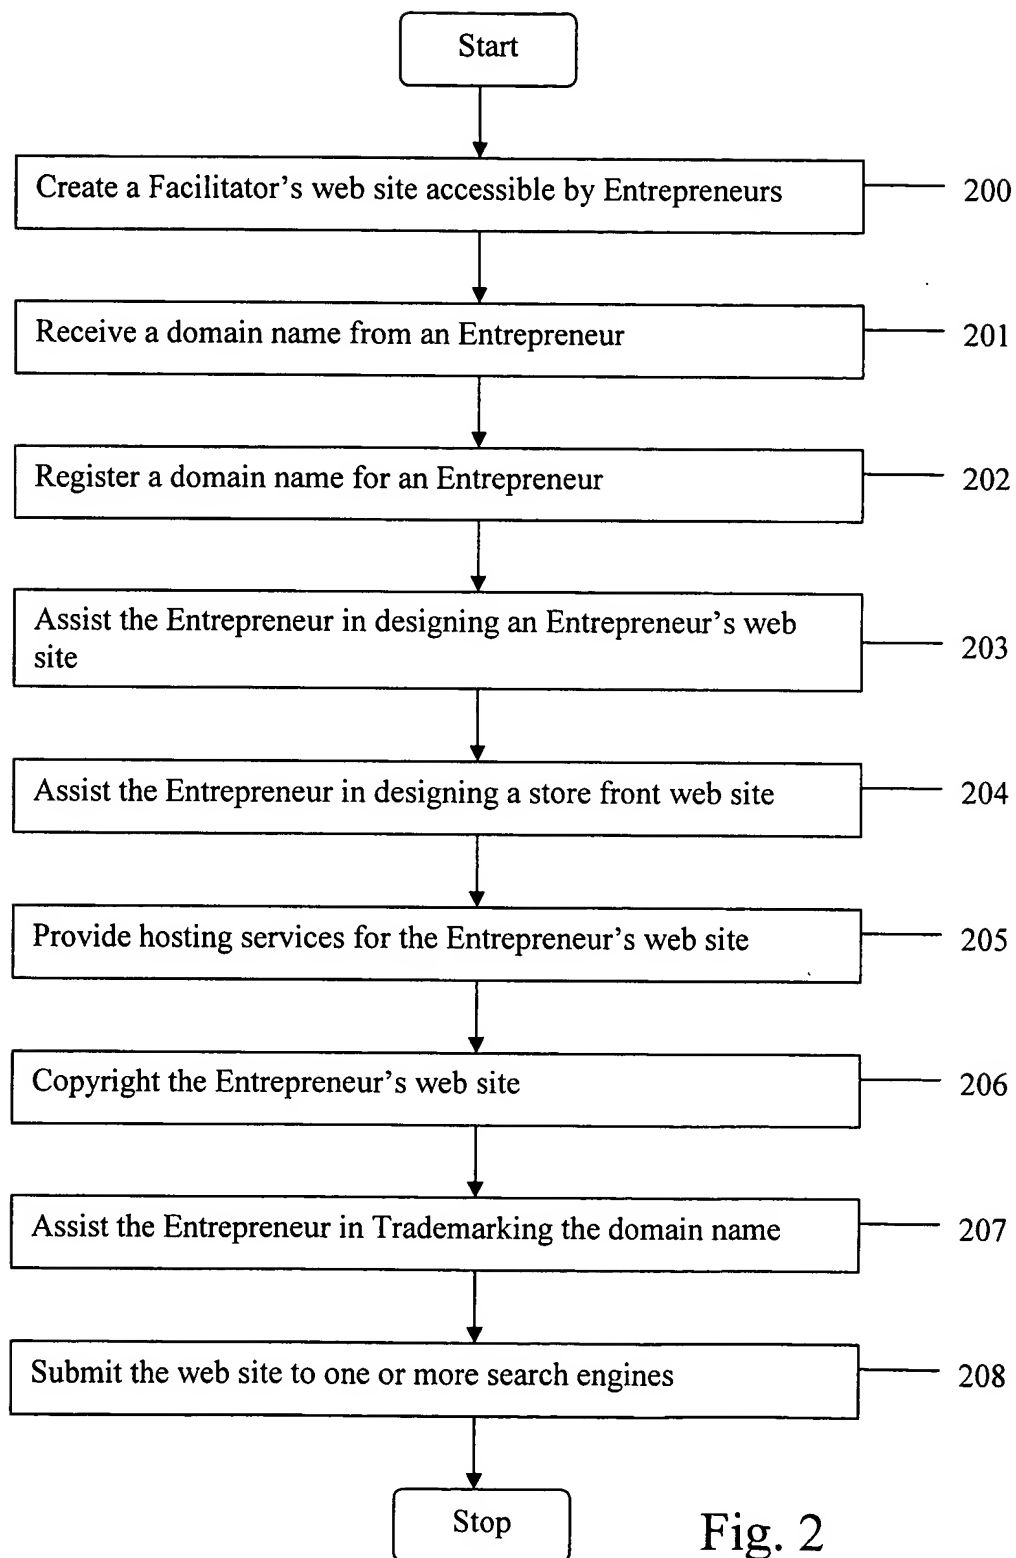 Start
Create a Facilitator's web site accessible by Entrepreneurs
200
Receive a domain name from an Entrepreneur
201
Register a domain name for an Entrepreneur
202
Assist the Entrepreneur in designing an Entrepreneur's web
site
203
Assist the Entrepreneur in designing a store front web site
204
Provide hosting services for the Entrepreneur's web site
205
Copyright the Entrepreneur's web site
206
Assist the Entrepreneur in Trademarking the domain name
207
Submit the web site to one or more search engines
208
Stop
Fig. 2